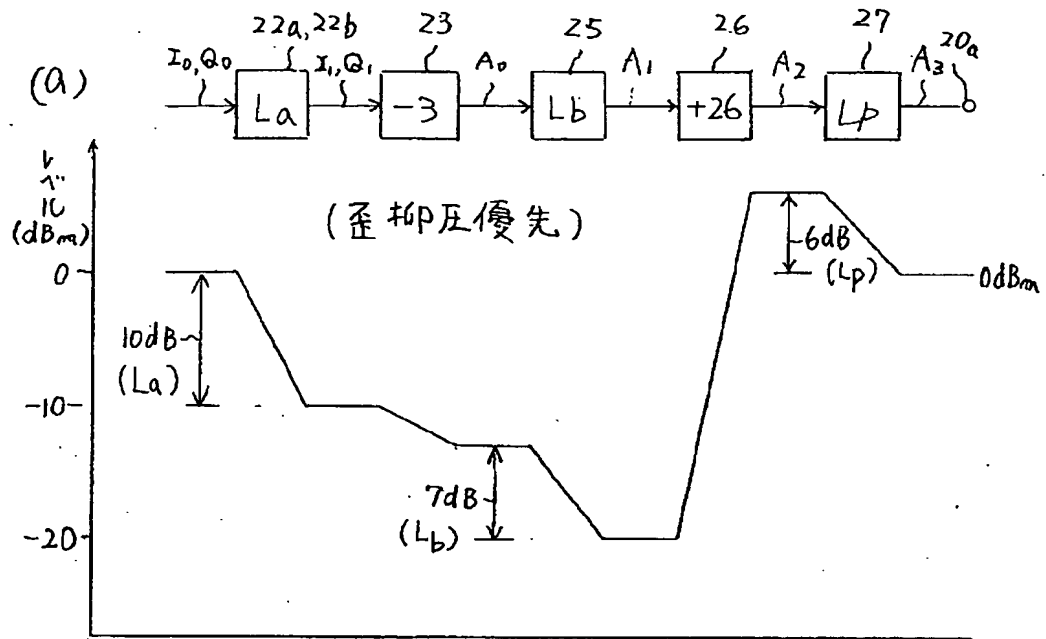 22a,22b 23 25 26 27
(a) I₀,Q₀ I₁,Q₁ A₀ A₁ A₂ A₃ 20a
La -3 Lb +26 Lp
レベル
(dBm)
(歪抑圧優先)
0
6dB
(Lp)
0dBm
10dB
(La)
-10
7dB
(Lb)
-20